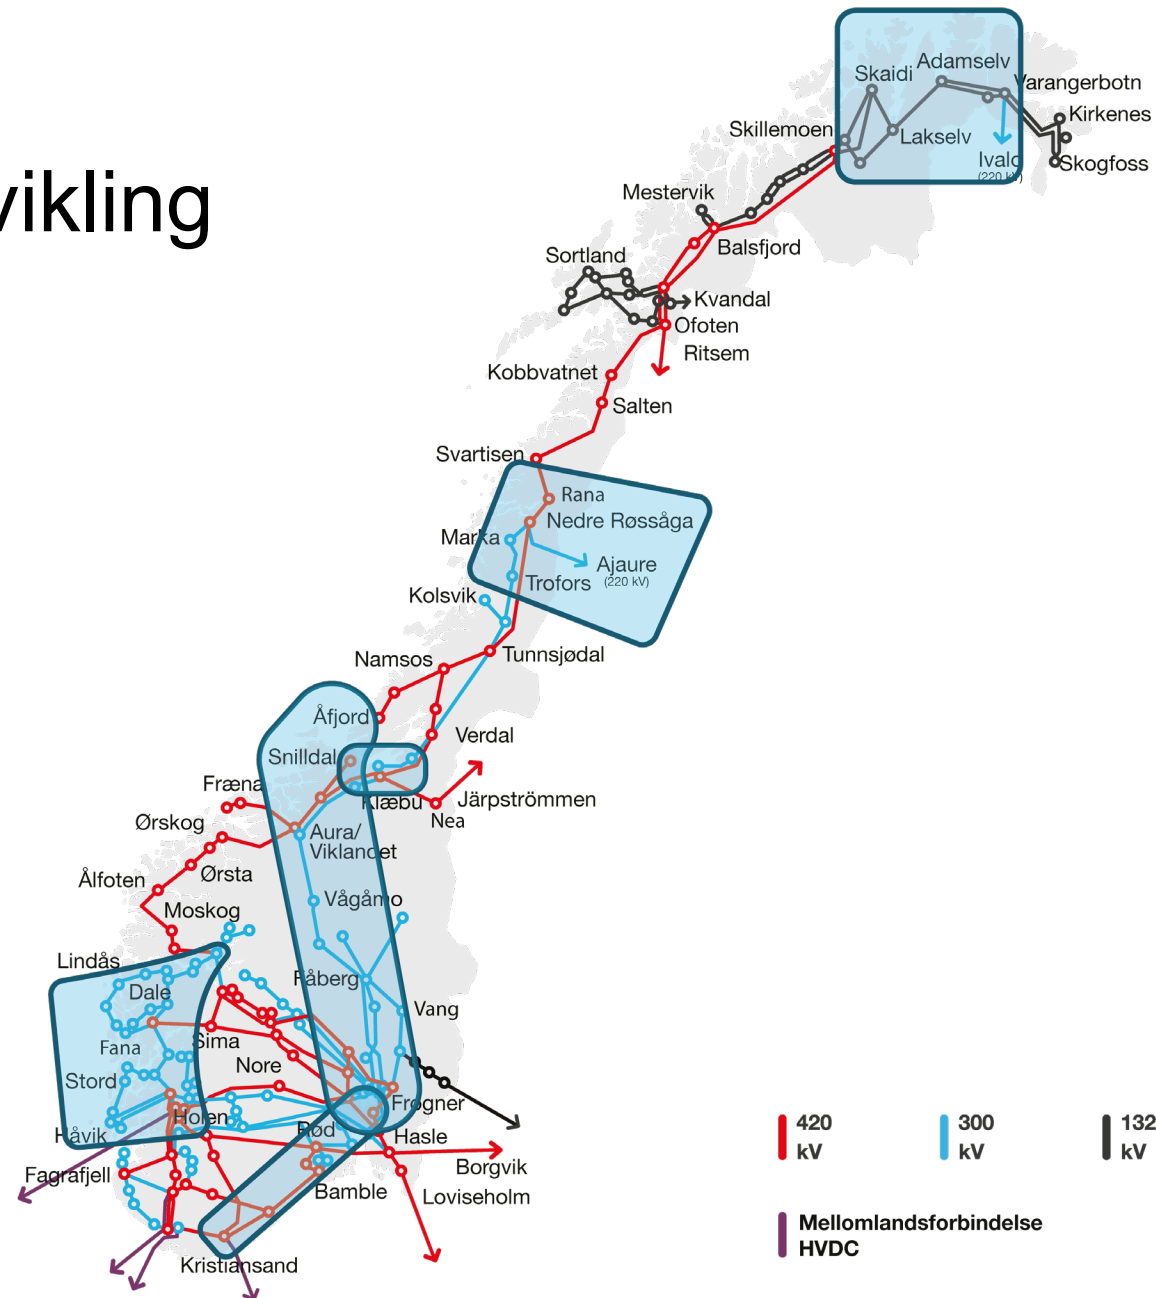 vikling
Adamselv
Skaidi
Varangerbotn
Kirkenes
Skillemoen
Lakselv
Ivalo
(220 kV)
Skogfoss
Mestervik
Balsfjord
Sortland
Kvandal
Ofoten
Ritsem
Kobbvatnet
Salten
Svartisen
Rana
Nedre Røssåga
Marka
Ajaure
(220 kV)
Trofors
Kolsvik
Tunnsjødal
Namsos
Åfjord
Verdal
Snilldal
Fræna
Klæbu
Järpströmmen
Nea
Ørskog
Aura/
Viklandet
Ørsta
Ålfoten
Vågåmo
Moskog
Lindås
Fåberg
Dale
Vang
Sima
Fana
Nore
Stord
Frogner
Holen
Rød
Håvik
Hasle
Borgvik
Fagrafjell
Bamble
Loviseholm
Kristiansand
420
kV
300
kV
132
kV
Mellomlandsforbindelse
HVDC